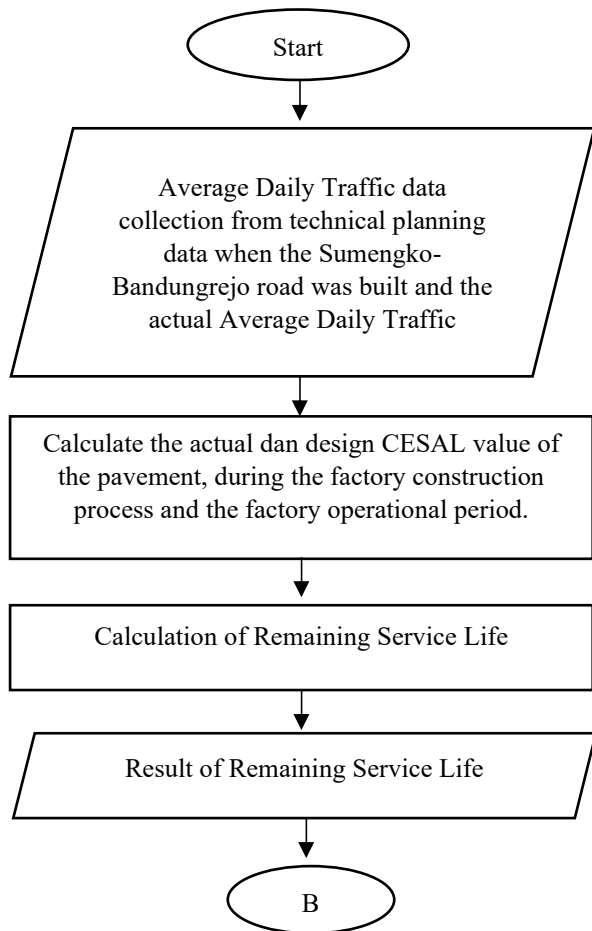 Start
Average Daily Traffic data
collection from technical planning
data when the Sumengko-
Bandungrejo road was built and the
actual Average Daily Traffic
Calculate the actual dan design CESAL value of
the pavement, during the factory construction
process and the factory operational period.
Calculation of Remaining Service Life
Result of Remaining Service Life
B